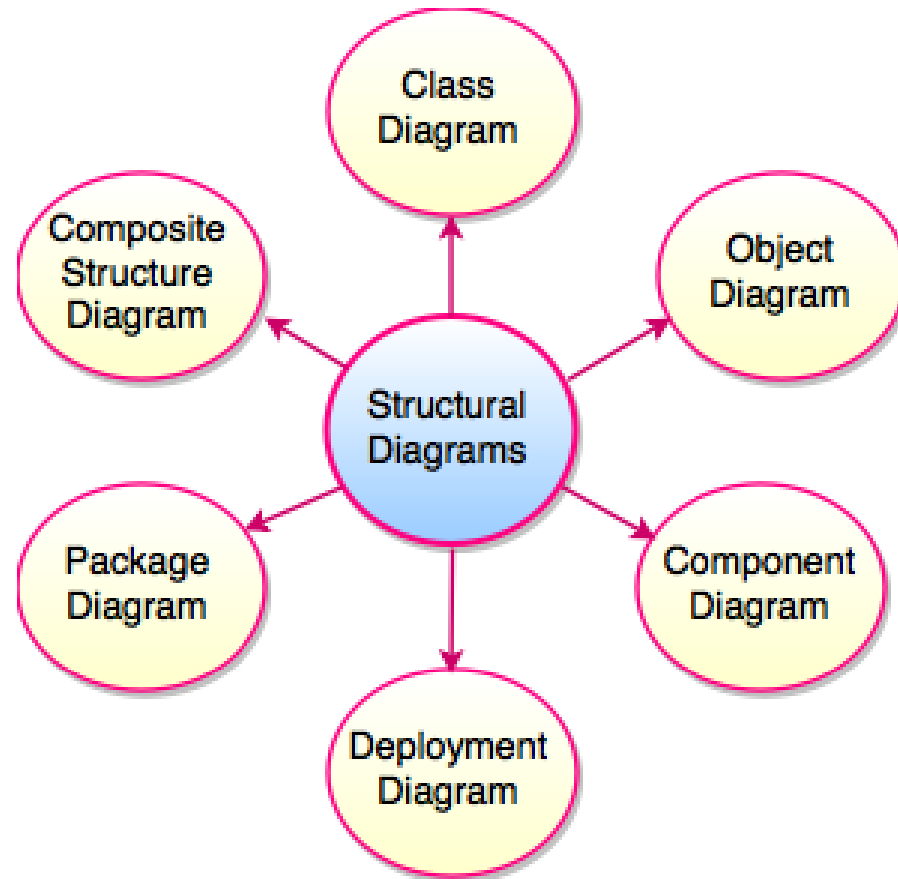 Class
Diagram
Composite
Structure
Diagram
Object
Diagram
Structural
Diagrams
Package
Diagram
Component
Diagram
Deployment
Diagram